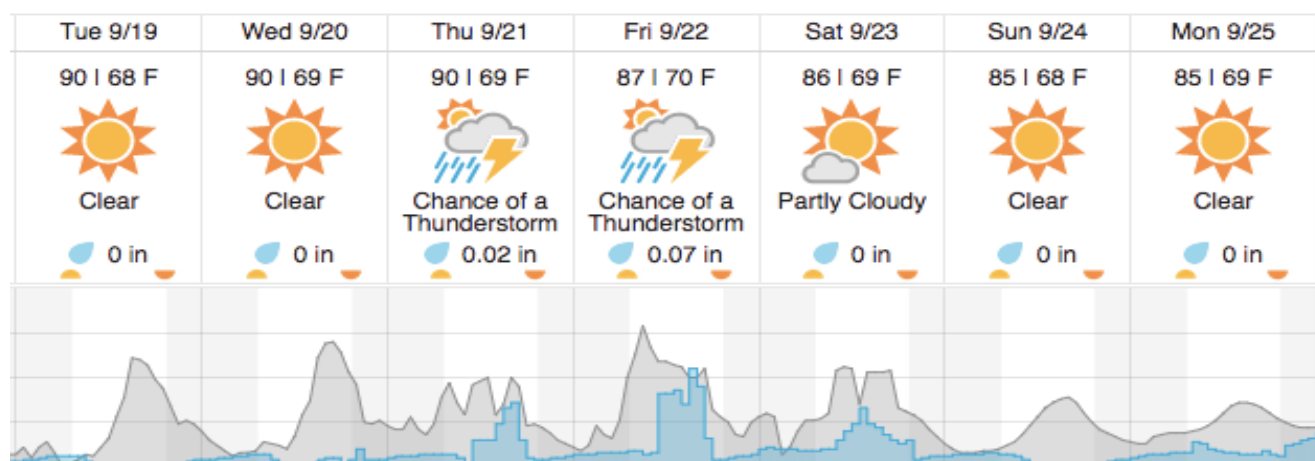 Tue 9/19 Wed 9/20 Thu 9/21 Fri 9/22 Sat 9/23 Sun 9/24 Mon 9/25
90 | 68 F 90 | 69 F 90 | 69 F 87 | 70 F 86 | 69 F 85 | 68 F 85 | 69 F
Clear Clear Chance of a Chance of a Partly Cloudy Clear Clear
Thunderstorm Thunderstorm
0 in 0 in 0.02 in 0.07 in 0 in 0 in 0 in